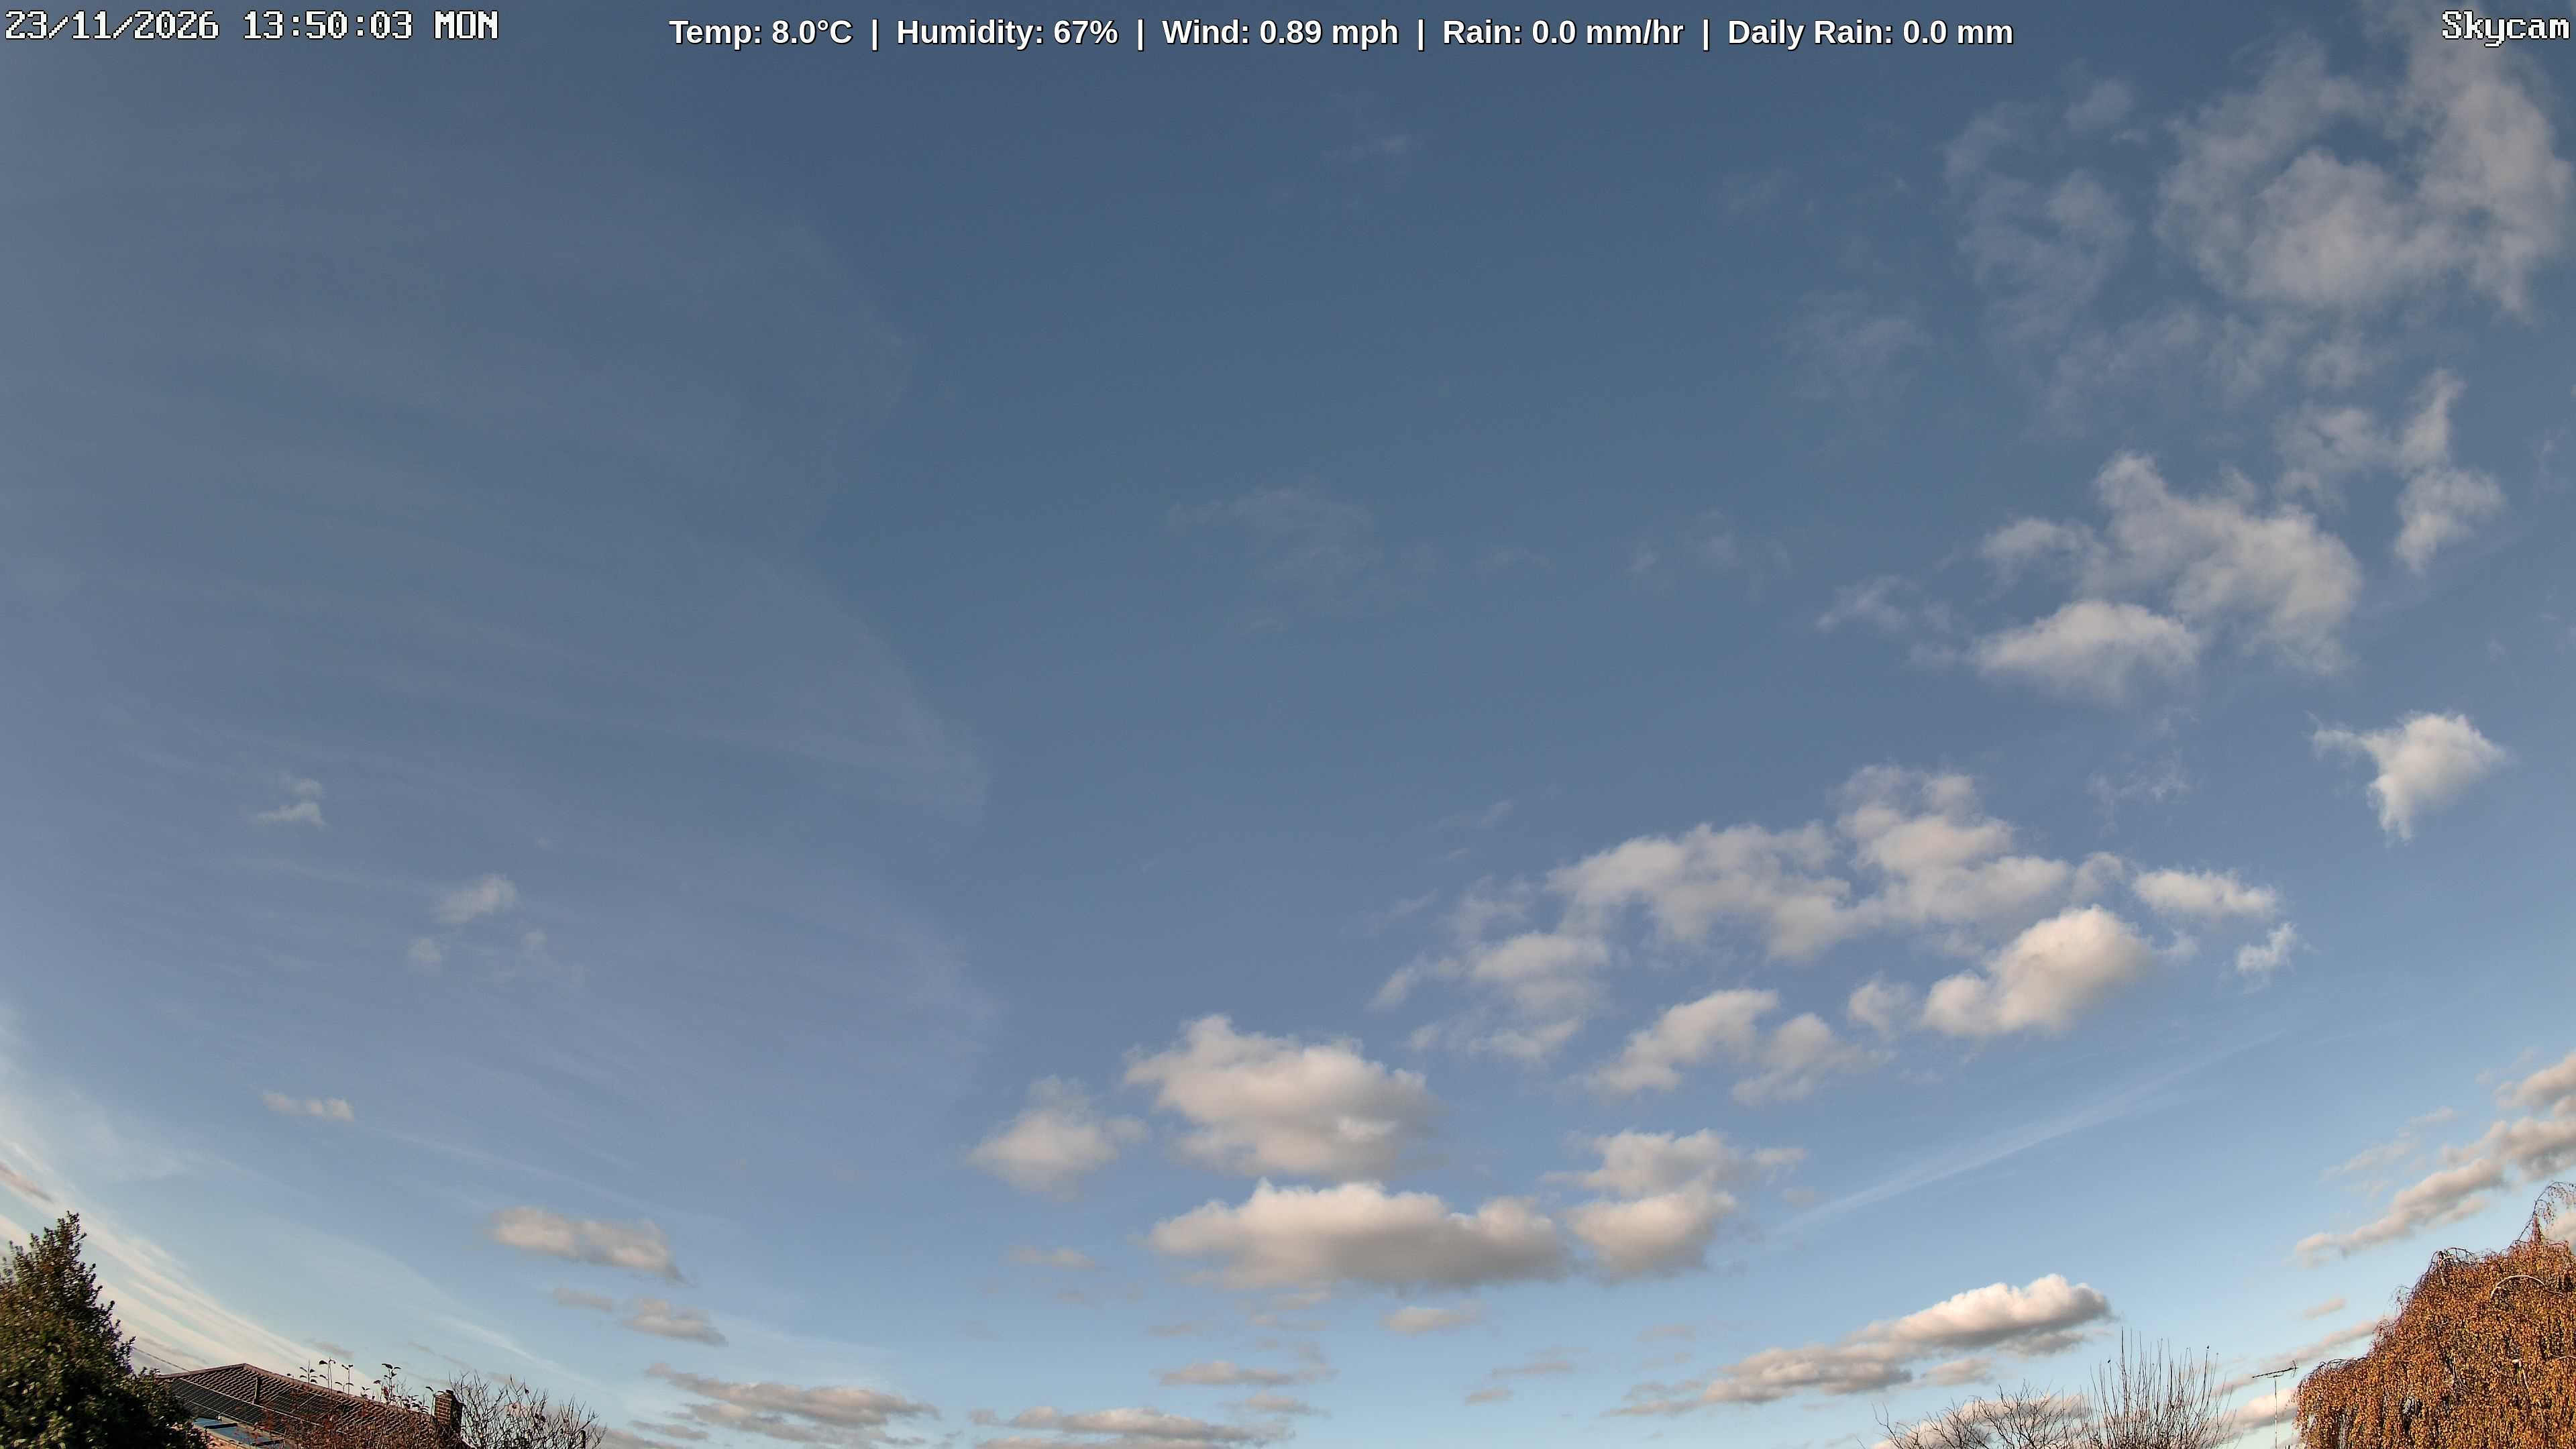 23/11/2026 13:50:03 MON
Temp: 8.0°C | Humidity: 67% | Wind: 0.89 mph | Rain: 0.0 mm/hr | Daily Rain: 0.0 mm
Skycam